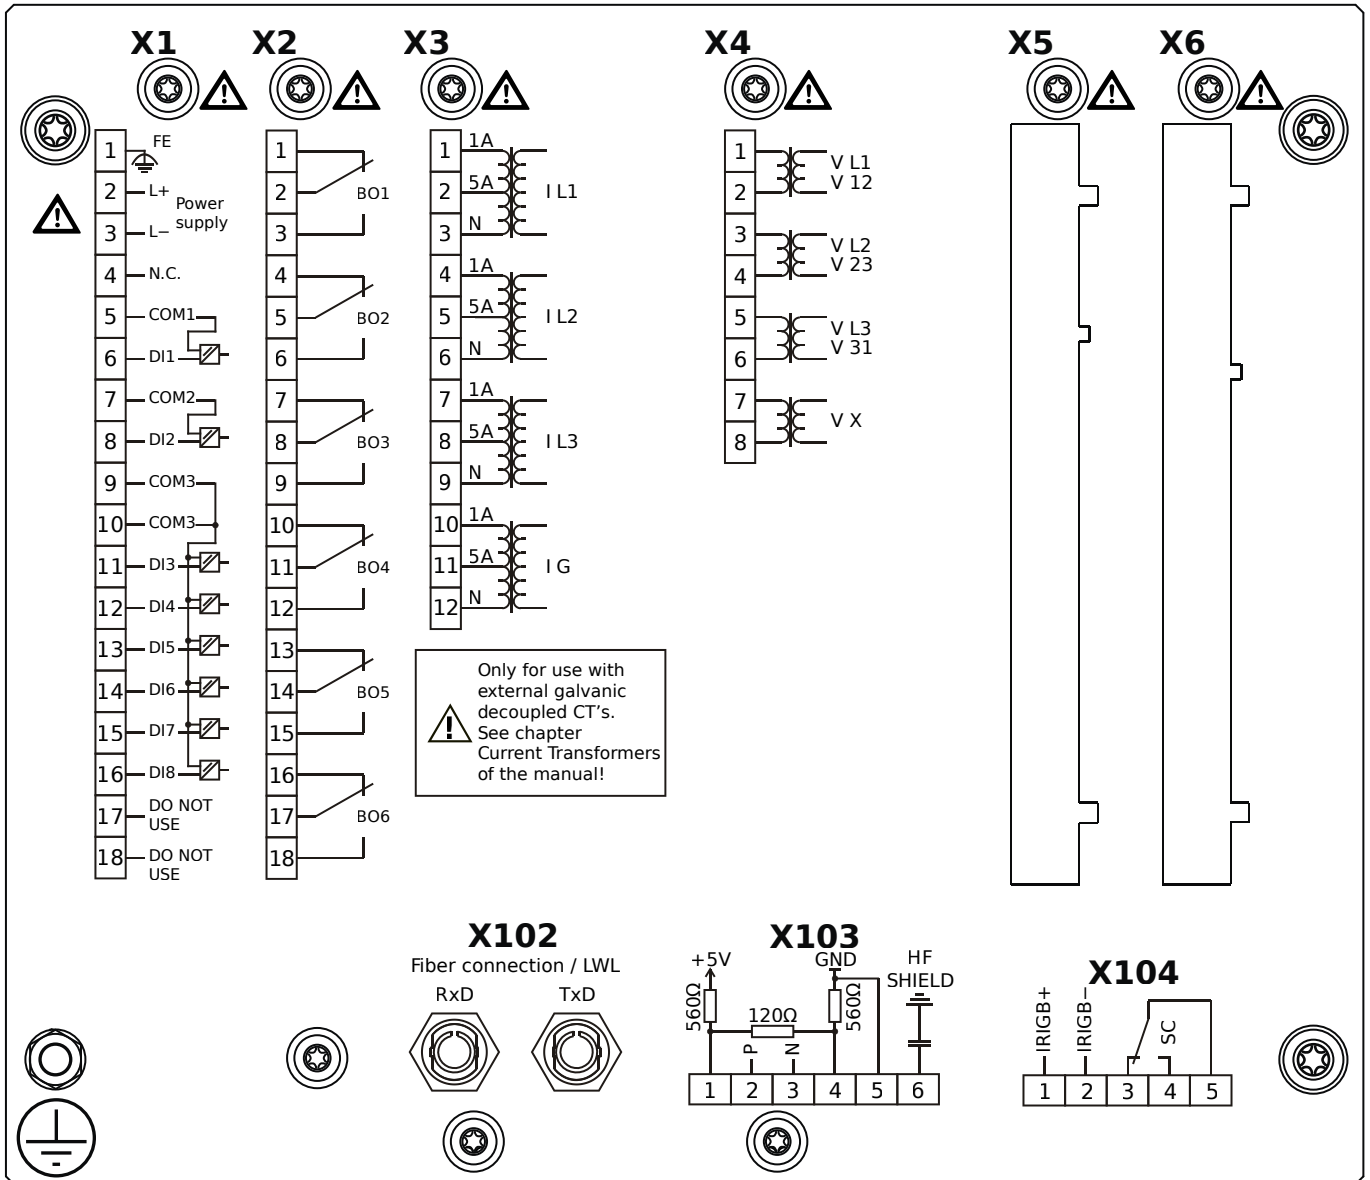 X1 X2 X3 X4 X5 X6
1 FE
2 L+
Power
supply
3 L−
4 N.C.
5 COM1
6 DI1
7 COM2
8 DI2
9 COM3
10 COM3
11 DI3
12 DI4
13 DI5
14 DI6
15 DI7
16 DI8
17 DO NOT
USE
18 DO NOT
USE
1
2 BO1
3
4
5 BO2
6
7
8 BO3
9
10
11 BO4
12
13
14 BO5
15
16
17 BO6
18
1 1A
2 5A I L1
3 N
4 1A
5 5A I L2
6 N
7 1A
8 5A I L3
9 N
10 1A
11 5A I G
12 N
Only for use with
external galvanic
decoupled CT's.
See chapter
Current Transformers
of the manual!
1 V L1
2 V 12
3 V L2
4 V 23
5 V L3
6 V 31
7 V X
8
X102
Fiber connection / LWL
RxD TxD
X103
+5V GND HF
SHIELD
560Ω 120Ω 560Ω
P N
1 2 3 4 5 6
X104
IRIGB+ IRIGB− SC
1 2 3 4 5